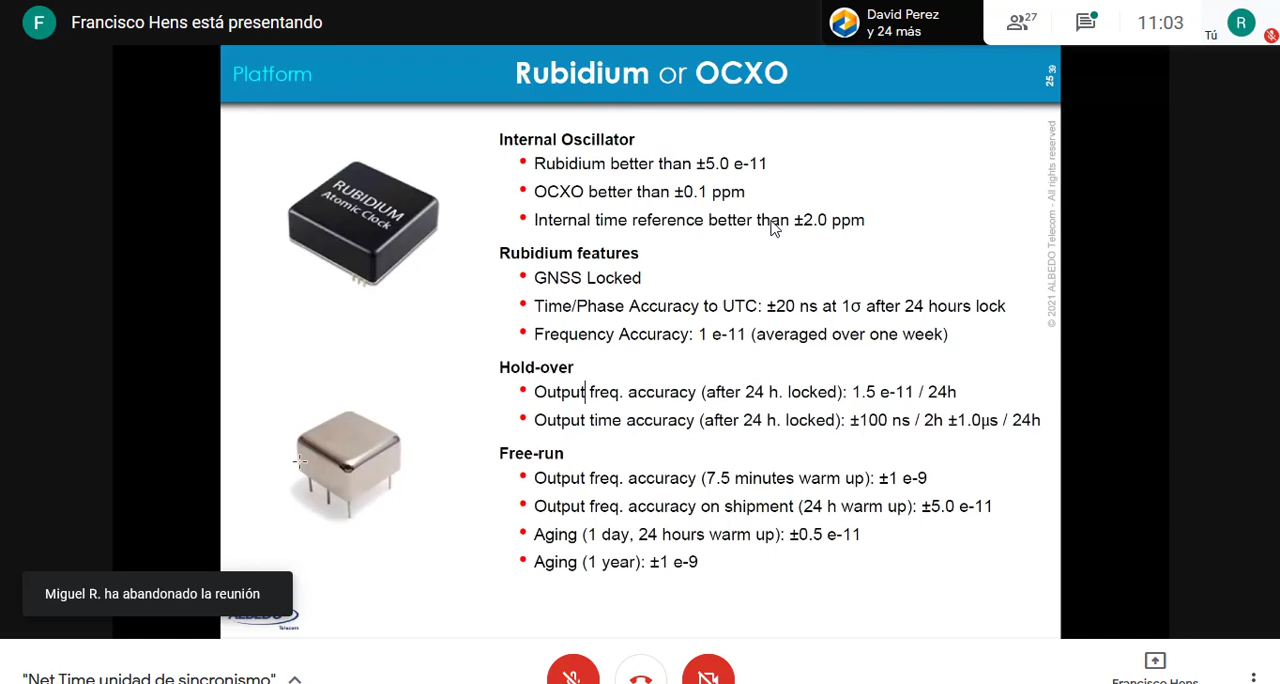 F
Francisco Hens está presentando
David Perez
y 24 más
27
11:03
Tú
R
Platform
Rubidium or OCXO
25 39
Internal Oscillator
• Rubidium better than ±5.0 e-11
• OCXO better than ±0.1 ppm
• Internal time reference better than ±2.0 ppm
Rubidium features
• GNSS Locked
• Time/Phase Accuracy to UTC: ±20 ns at 1σ after 24 hours lock
• Frequency Accuracy: 1 e-11 (averaged over one week)
Hold-over
• Output freq. accuracy (after 24 h. locked): 1.5 e-11 / 24h
• Output time accuracy (after 24 h. locked): ±100 ns / 2h ±1.0µs / 24h
Free-run
• Output freq. accuracy (7.5 minutes warm up): ±1 e-9
• Output freq. accuracy on shipment (24 h warm up): ±5.0 e-11
• Aging (1 day, 24 hours warm up): ±0.5 e-11
• Aging (1 year): ±1 e-9
RUBIDIUM
Atomic Clock
© 2021 ALBEDO Telecom - All rights reserved
Miguel R. ha abandonado la reunión
ALBEDO
Telecom
"Net Time unidad de sincronismo"
Francisco Hens